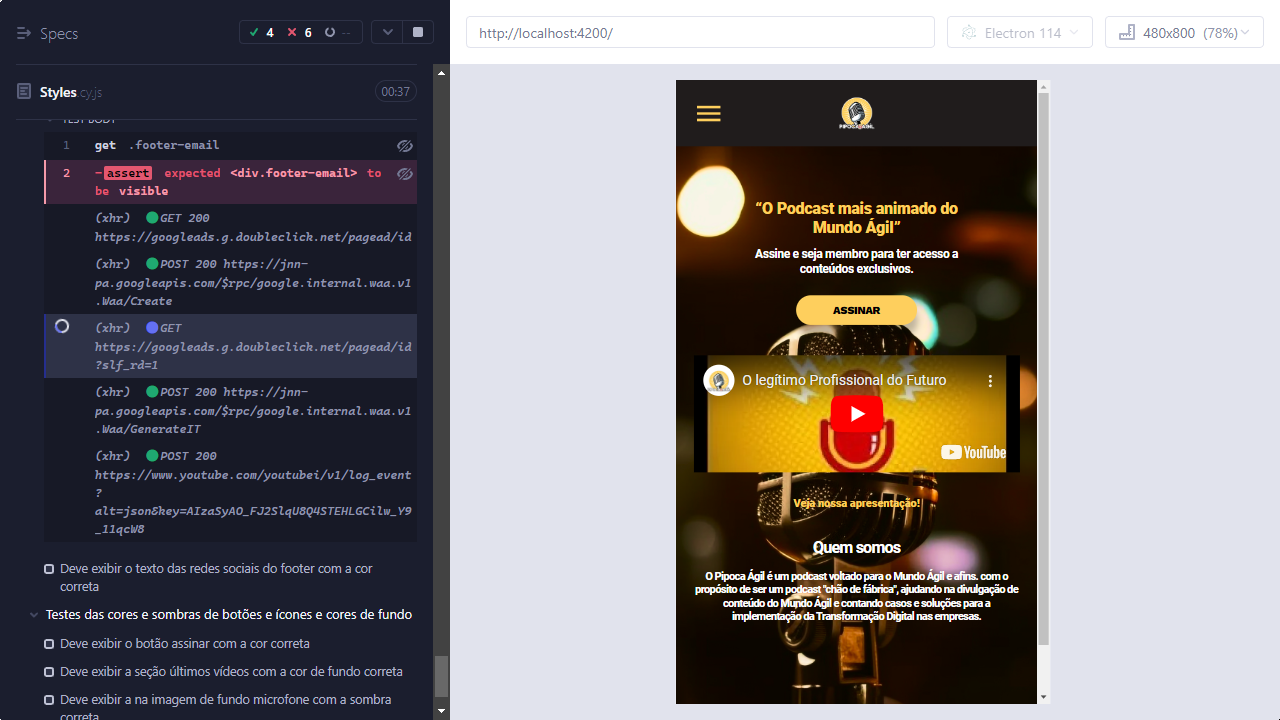 Specs
4
6
--
Styles.cy.js
00:37
TEST BODY
1 get .footer-email
2 -assert expected <div.footer-email> to
be visible
(xhr) GET 200
https://googleads.g.doubleclick.net/pagead/id
(xhr) POST 200 https://jnn-
pa.googleapis.com/$rpc/google.internal.waa.v1
.Waa/Create
(xhr) GET
https://googleads.g.doubleclick.net/pagead/id
?slf_rd=1
(xhr) POST 200 https://jnn-
pa.googleapis.com/$rpc/google.internal.waa.v1
.Waa/GenerateIT
(xhr) POST 200
https://www.youtube.com/youtubei/v1/log_event
?
alt=json&key=AIzaSyAO_FJ2SlqU8Q4STEHLGCilw_Y9
_11qcW8
Deve exibir o texto das redes sociais do footer com a cor
correta
Testes das cores e sombras de botões e ícones e cores de fundo
Deve exibir o botão assinar com a cor correta
Deve exibir a seção últimos vídeos com a cor de fundo correta
Deve exibir a na imagem de fundo microfone com a sombra
correta
http://localhost:4200/
Electron 114
480x800 (78%)
PIPOCA ÁGIL
“O Podcast mais animado do
Mundo Ágil”
Assine e seja membro para ter acesso a
conteúdos exclusivos.
ASSINAR
O legítimo Profissional do Futuro
YouTube
Veja nossa apresentação!
Quem somos
O Pipoca Ágil é um podcast voltado para o Mundo Ágil e afins. com o
propósito de ser um podcast "chão de fábrica", ajudando na divulgação de
conteúdo do Mundo Ágil e contando casos e soluções para a
implementação da Transformação Digital nas empresas.